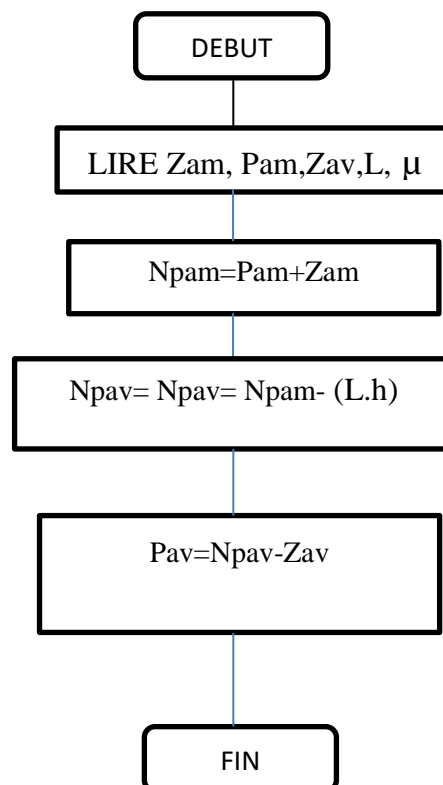 DEBUT
LIRE Zam, Pam,Zav,L, μ
Npam=Pam+Zam
Npav= Npav= Npam- (L.h)
Pav=Npav-Zav
FIN